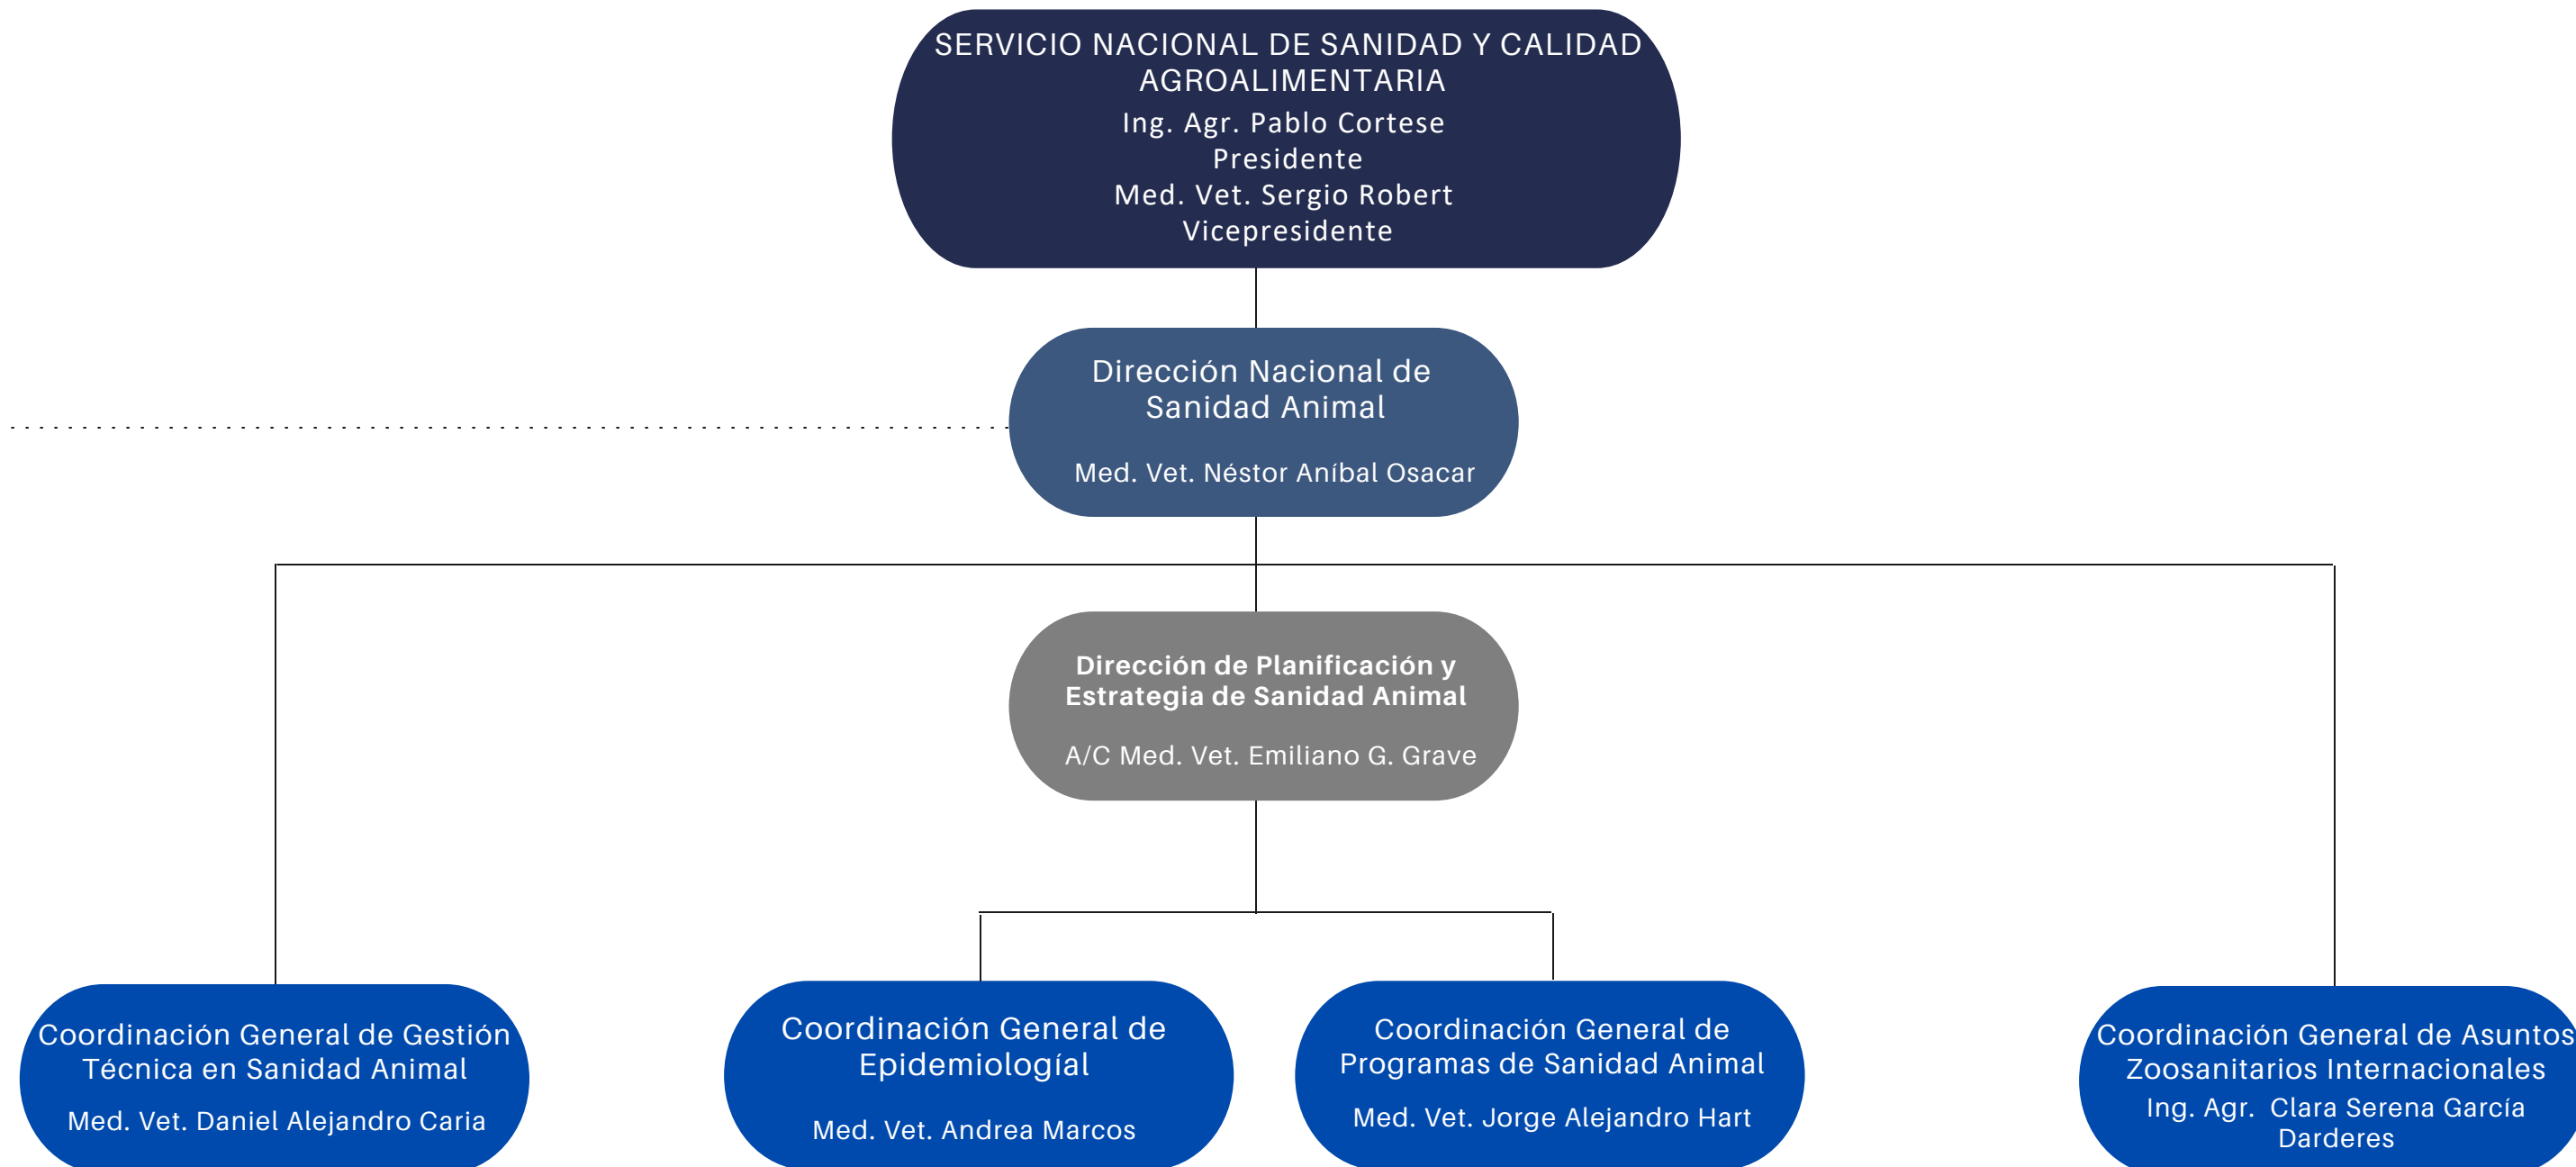 SERVICIO NACIONAL DE SANIDAD Y CALIDAD
AGROALIMENTARIA
Ing. Agr. Pablo Cortese
Presidente
Med. Vet. Sergio Robert
Vicepresidente
Dirección Nacional de
Sanidad Animal
Med. Vet. Néstor Aníbal Osacar
Dirección de Planificación y
Estrategia de Sanidad Animal
A/C Med. Vet. Emiliano G. Grave
Coordinación General de Gestión
Técnica en Sanidad Animal
Med. Vet. Daniel Alejandro Caria
Coordinación General de
Epidemiologíal
Med. Vet. Andrea Marcos
Coordinación General de
Programas de Sanidad Animal
Med. Vet. Jorge Alejandro Hart
Coordinación General de Asuntos
Zoosanitarios Internacionales
Ing. Agr.  Clara Serena García
Darderes